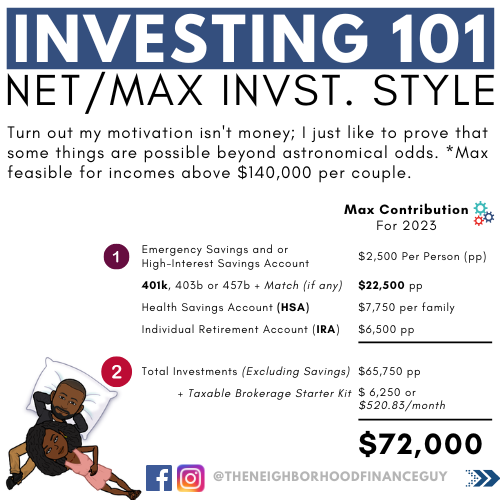 INVESTING 101
NET/MAX INVST. STYLE
Turn out my motivation isn't money; I just like to prove that
some things are possible beyond astronomical odds. *Max
feasible for incomes above $140,000 per couple.
Max Contribution
For 2023
1
Emergency Savings and or
High-Interest Savings Account
$2,500 Per Person (pp)
401k, 403b or 457b + Match (if any) $22,500 pp
Health Savings Account (HSA) $7,750 per family
Individual Retirement Account (IRA) $6,500 pp
2 Total Investments (Excluding Savings) $65,750 pp
+ Taxable Brokerage Starter Kit $ 6,250 or
$520.83/month
$72,000
@THENEIGHBORHOODFINANCEGUY